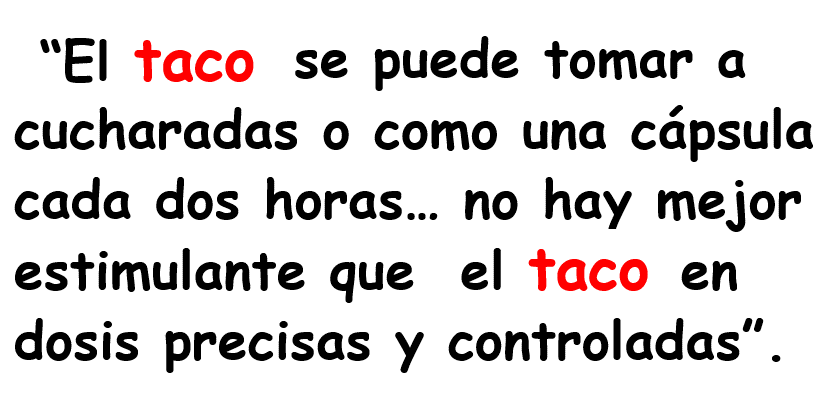 “El taco se puede tomar a
cucharadas o como una cápsula
cada dos horas… no hay mejor
estimulante que el taco en
dosis precisas y controladas”.